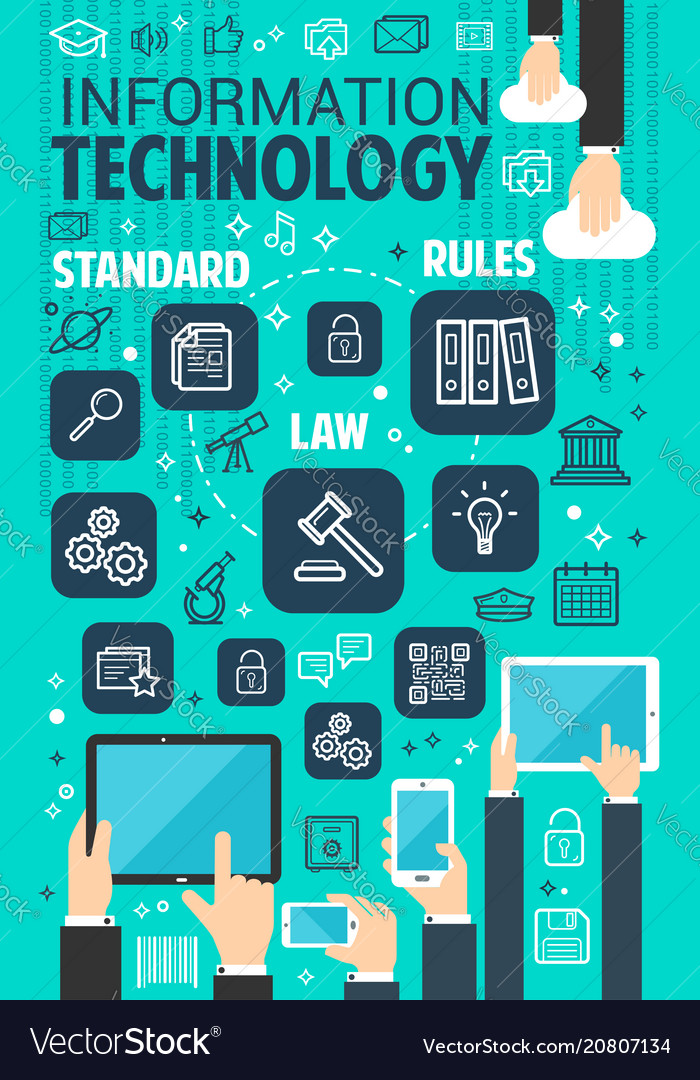 INFORMATION
TECHNOLOGY
STANDARD
RULES
LAW
VectorStock®
VectorStock.com/20807134